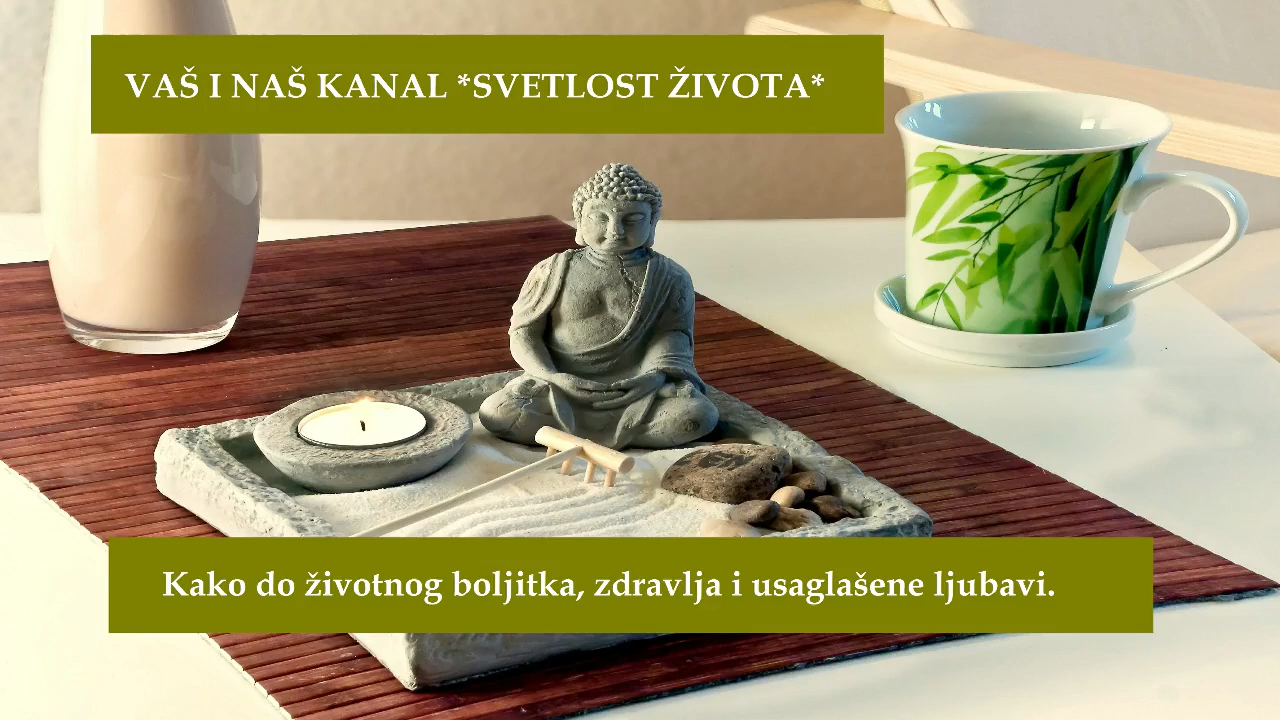 VAŠ I NAŠ KANAL *SVETLOST ŽIVOTA*
Kako do životnog boljitka, zdravlja i usaglašene ljubavi.